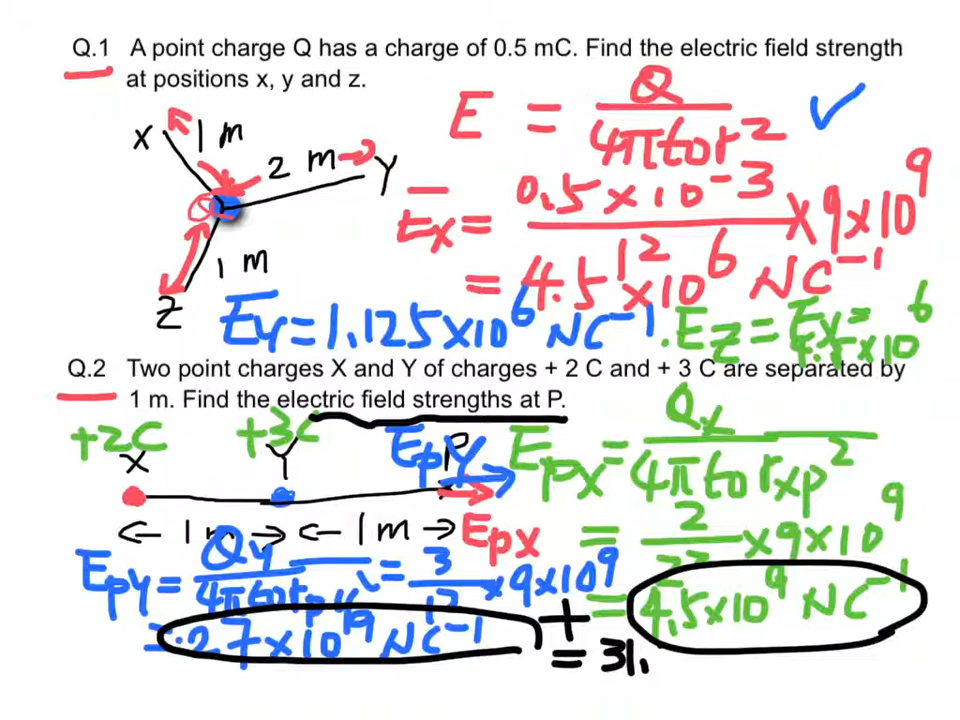 Q.1 A point charge Q has a charge of 0.5 mC. Find the electric field strength
at positions x, y and z.
E = Q / 4πε0r²
X 1 m 2 m Y
Q
1 m
Z
Ex = 0.5 x 10⁻³ / 1² x 9 x 10⁹
= 4.5 x 10⁶ NC⁻¹
EY = 1.125 x 10⁶ NC⁻¹. EZ = Ex = 4.5 x 10⁶
Q.2 Two point charges X and Y of charges + 2 C and + 3 C are separated by
1 m. Find the electric field strengths at P.
+2C +3C
X Y P
EpY
EpX
1 m 1 m
EpX = Qx / 4πε0rxp²
= 2 / 2² x 9 x 10⁹
= 4.5 x 10⁹ NC⁻¹
EpY = QY / 4πε0rpY² = 3 / 1² x 9 x 10⁹
= 27 x 10⁹ NC⁻¹
+
= 31.